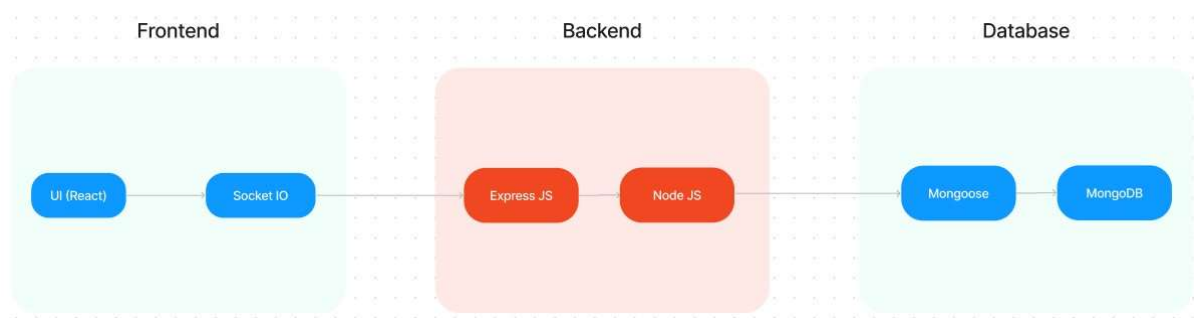 Frontend
Backend
Database
UI (React)
Socket IO
Express JS
Node JS
Mongoose
MongoDB